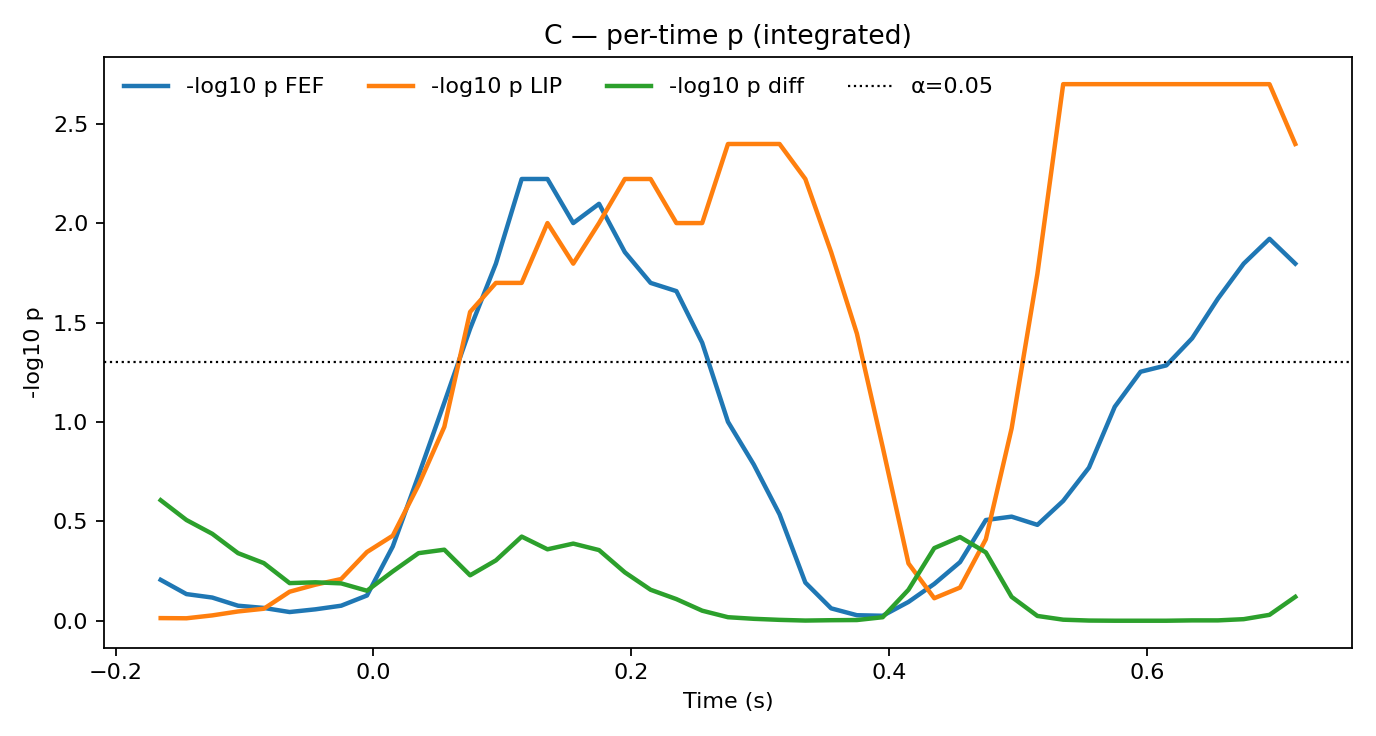 C — per-time p (integrated)
-log10 p FEF -log10 p LIP -log10 p diff α=0.05
2.5
2.0
1.5
1.0
0.5
0.0
-log10 p
−0.2 0.0 0.2 0.4 0.6
Time (s)